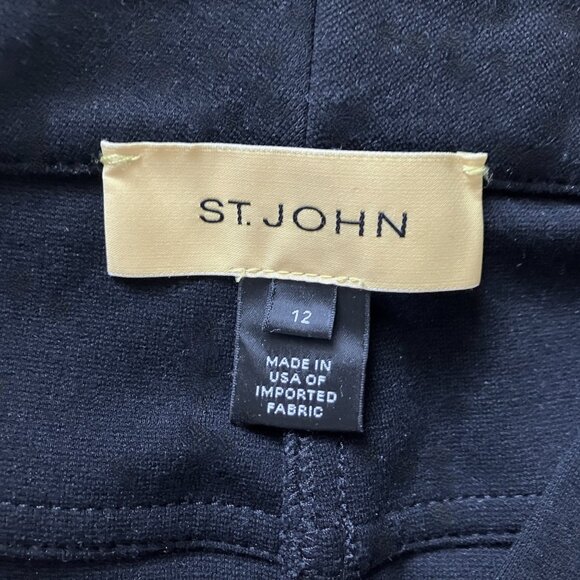 ST. JOHN
12
MADE IN
USA OF
IMPORTED
FABRIC